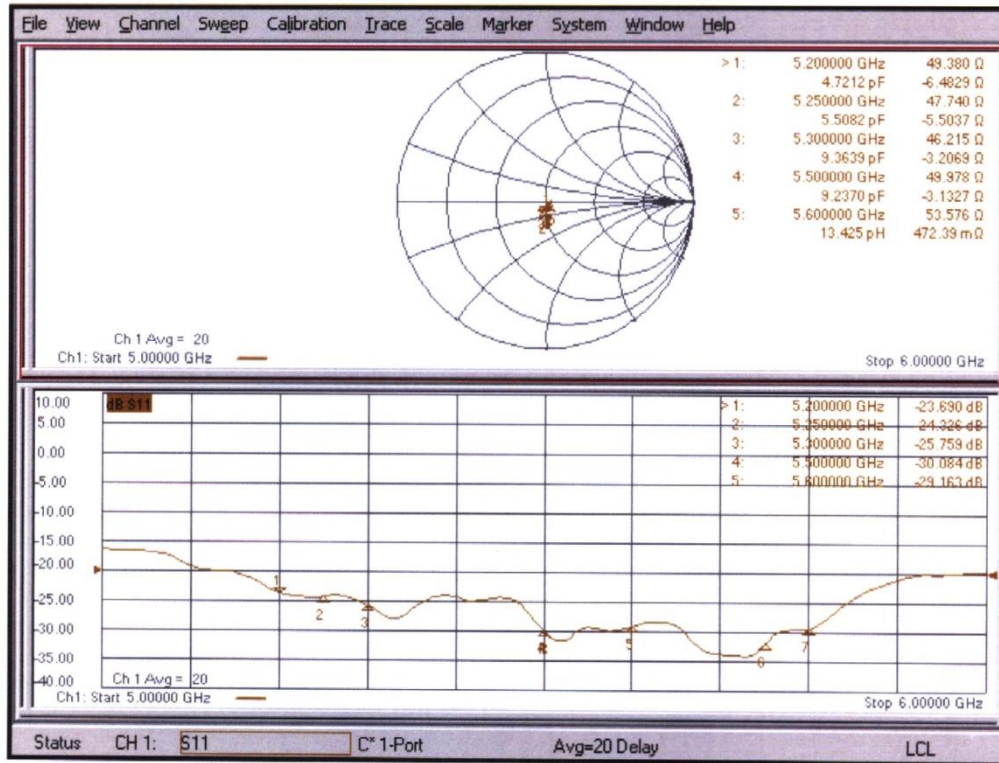 File View Channel Sweep Calibration Trace Scale Marker System Window Help
> 1: 5.200000 GHz 49.380 Ω
4.7212 pF -6.4829 Ω
2: 5.250000 GHz 47.740 Ω
5.5082 pF -5.5037 Ω
3: 5.300000 GHz 46.215 Ω
9.3639 pF -3.2069 Ω
4: 5.500000 GHz 49.978 Ω
9.2370 pF -3.1327 Ω
5: 5.600000 GHz 53.576 Ω
13.425 pH 472.39 mΩ
2
Ch 1 Avg = 20
Ch1: Start 5.00000 GHz Stop 6.00000 GHz
10.00 dB S11 > 1: 5.200000 GHz -23.690 dB
5.00 2: 5.250000 GHz -24.326 dB
0.00 3: 5.300000 GHz -25.759 dB
4: 5.500000 GHz -30.084 dB
-5.00 5: 5.600000 GHz -29.163 dB
-10.00
-15.00
-20.00
1
-25.00
2 3
-30.00
5 6 7
-35.00
-40.00 Ch 1 Avg = 20
Ch1: Start 5.00000 GHz Stop 6.00000 GHz
Status CH 1: S11 C* 1-Port Avg=20 Delay LCL